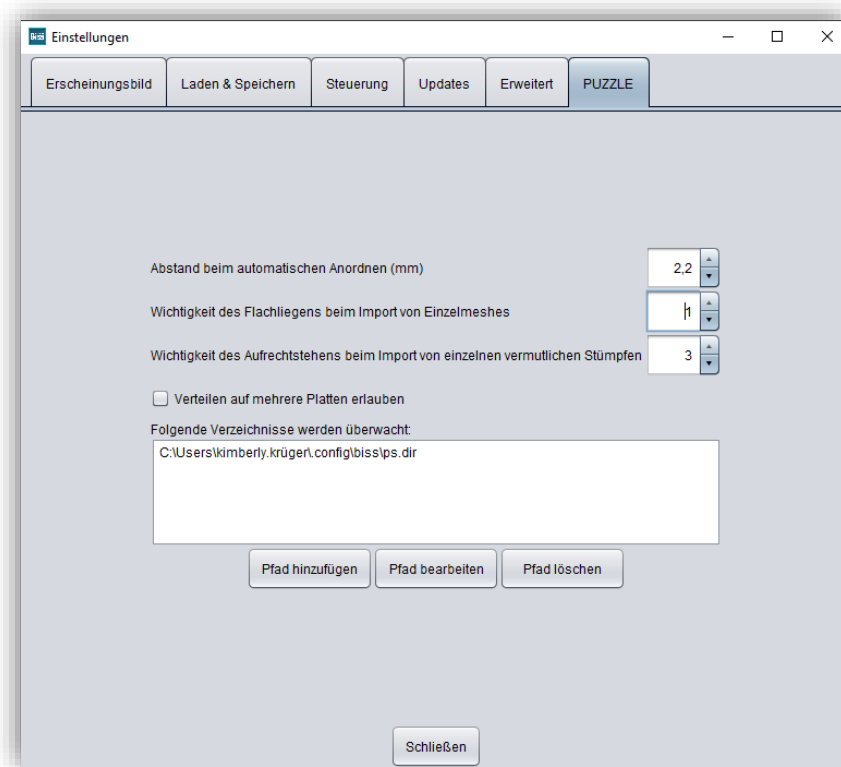 Biss Einstellungen
Erscheinungsbild Laden & Speichern Steuerung Updates Erweitert PUZZLE
Abstand beim automatischen Anordnen (mm) 2,2
Wichtigkeit des Flachliegens beim Import von Einzelmeshes 1
Wichtigkeit des Aufrechtstehens beim Import von einzelnen vermutlichen Stümpfen 3
Verteilen auf mehrere Platten erlauben
Folgende Verzeichnisse werden überwacht:
C:\Users\kimberly.krüger\.config\biss\ps.dir
Pfad hinzufügen Pfad bearbeiten Pfad löschen
Schließen